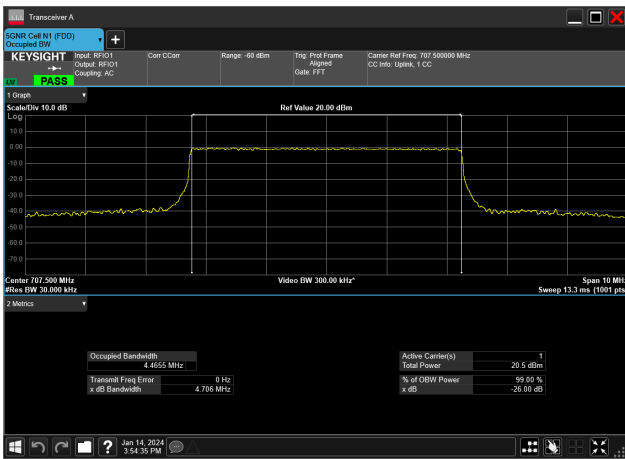 Transceiver A
5GNR Cell N1 (FDD)
Occupied BW
KEYSIGHT
PASS
Input: RFIO1
Output: RFIO1
Coupling: AC
Corr CCorr
Range: -60 dBm
Trig: Prot Frame
Aligned
Gate: FFT
Carrier Ref Freq: 707.500000 MHz
CC Info: Uplink, 1 CC
1 Graph
Scale/Div 10.0 dB
Ref Value 20.00 dBm
Log
10.0
0.00
-10.0
-20.0
-30.0
-40.0
-50.0
-60.0
-70.0
Center 707.500 MHz
Video BW 300.00 kHz*
Span 10 MHz
#Res BW 30.000 kHz
Sweep 13.3 ms (1001 pts
2 Metrics
Occupied Bandwidth
4.4655 MHz
Transmit Freq Error 0 Hz
x dB Bandwidth 4.706 MHz
Active Carrier(s) 1
Total Power 20.5 dBm
% of OBW Power 99.00 %
x dB -26.00 dB
Jan 14, 2024
3:54:35 PM